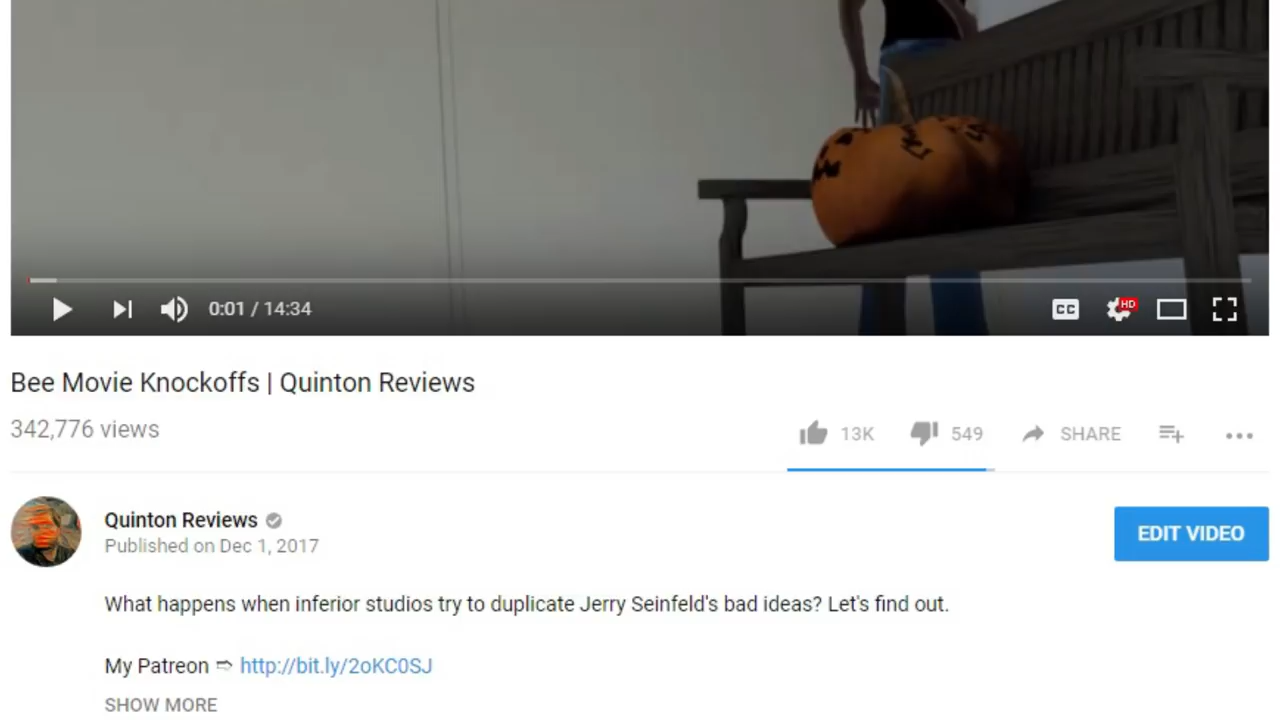 0:01 / 14:34
CC
HD
Bee Movie Knockoffs | Quinton Reviews
342,776 views
13K
549
SHARE
Quinton Reviews
Published on Dec 1, 2017
EDIT VIDEO
What happens when inferior studios try to duplicate Jerry Seinfeld's bad ideas? Let's find out.
My Patreon ➯ http://bit.ly/2oKC0SJ
SHOW MORE